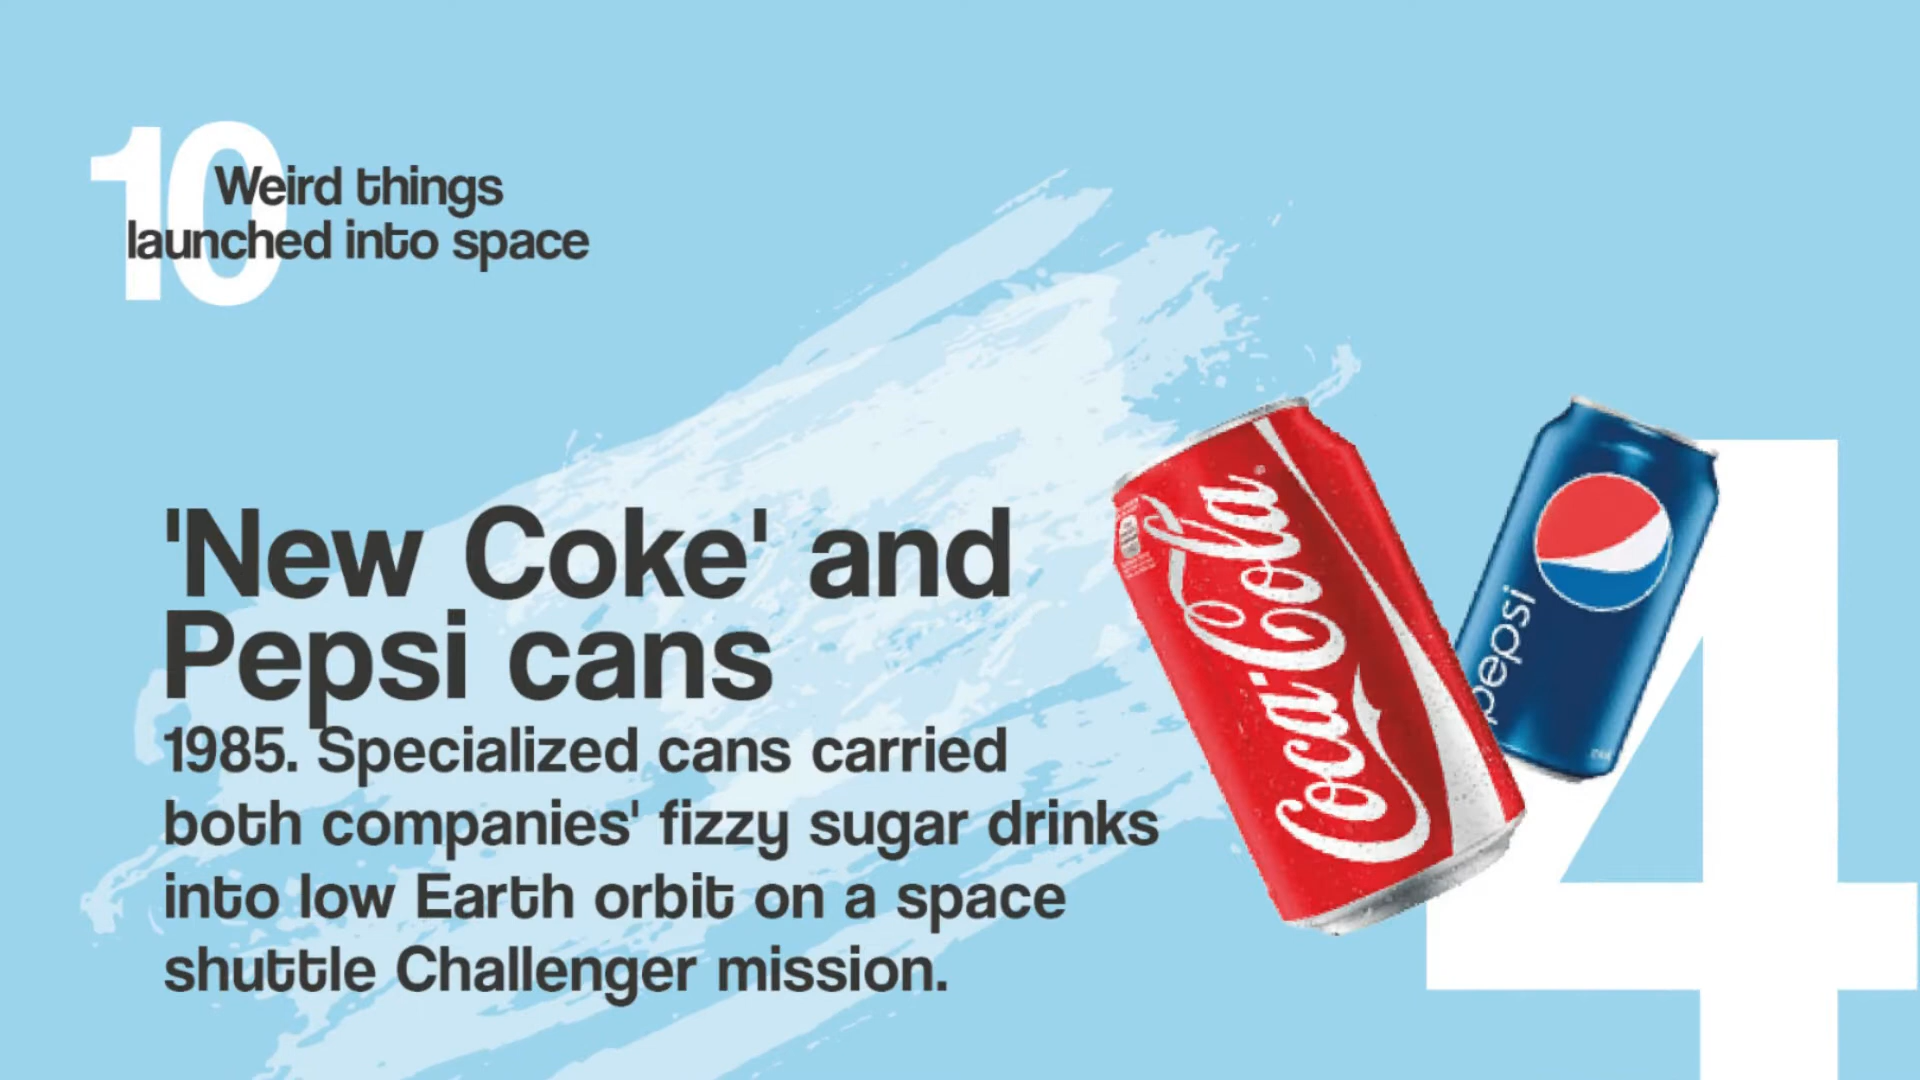 10
Weird things
launched into space
'New Coke' and
Pepsi cans
1985. Specialized cans carried
both companies' fizzy sugar drinks
into low Earth orbit on a space
shuttle Challenger mission.
Coca-Cola
pepsi
4